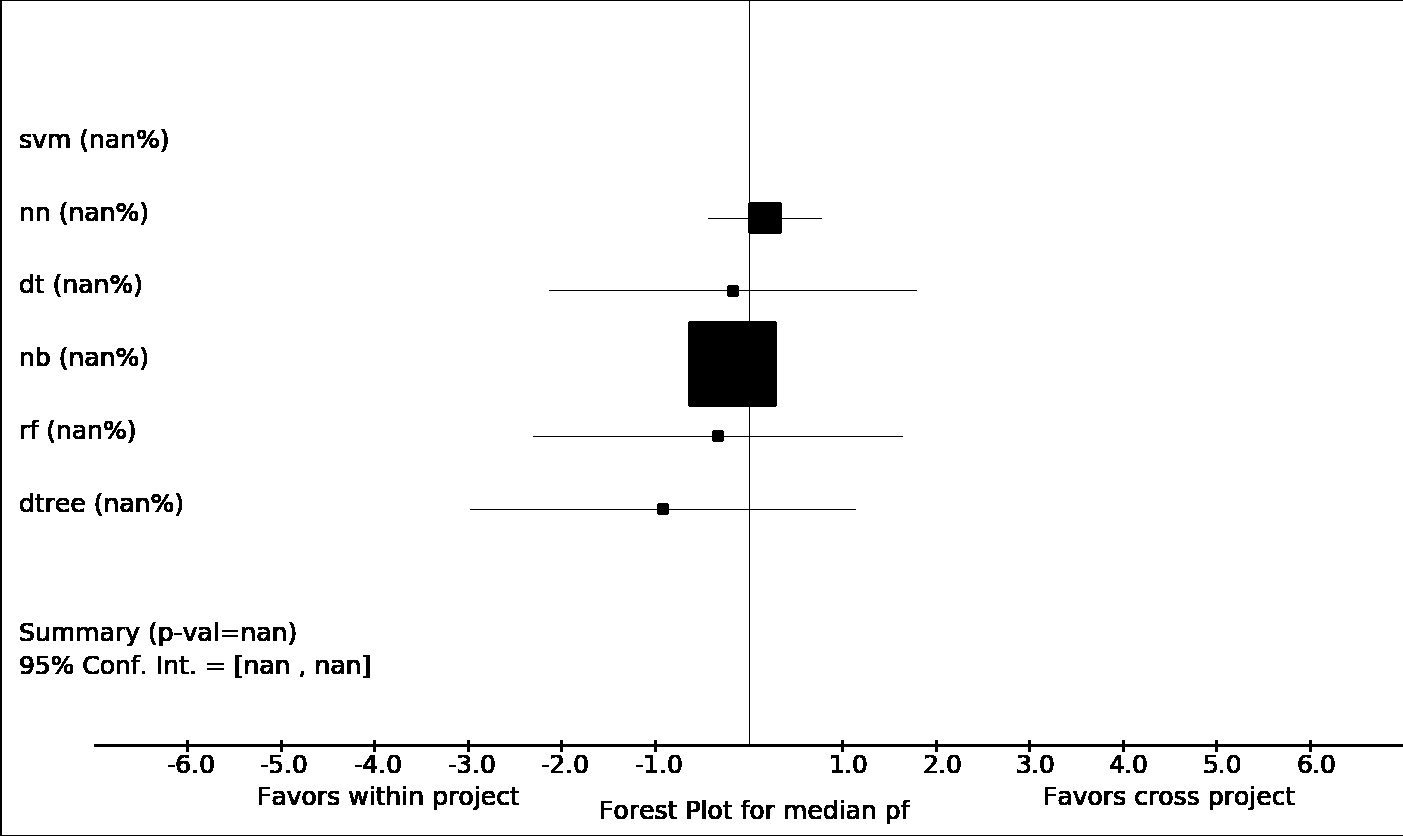 svm (nan%)
nn (nan%)
dt (nan%)
nb (nan%)
rf (nan%)
dtree (nan%)
Summary (p-val=nan)
95% Conf. Int. = [nan , nan]
-6.0 -5.0 -4.0 -3.0 -2.0 -1.0 1.0 2.0 3.0 4.0 5.0 6.0
Favors within project Favors cross project
Forest Plot for median pf